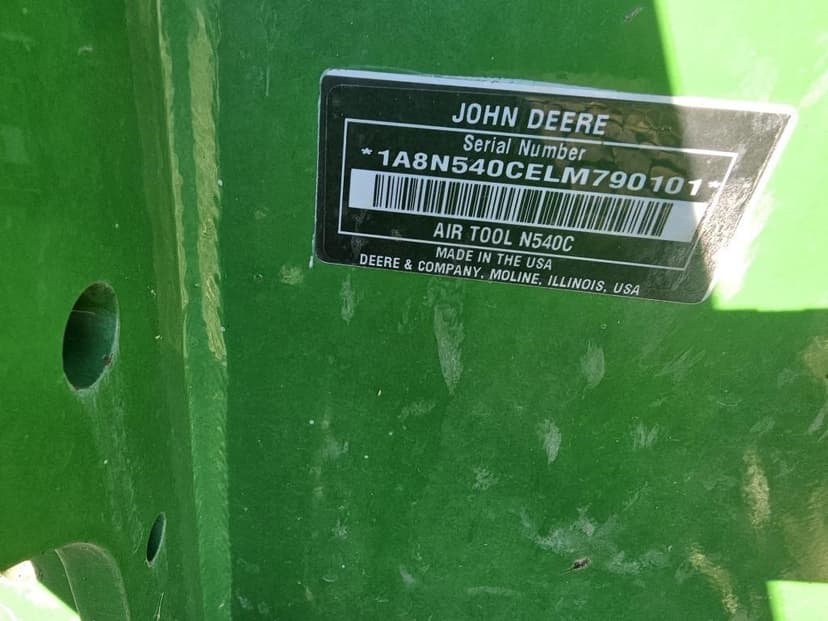 JOHN DEERE
Serial Number
*1A8N540CELM790101*
AIR TOOL N540C
MADE IN THE USA
DEERE & COMPANY, MOLINE, ILLINOIS, USA